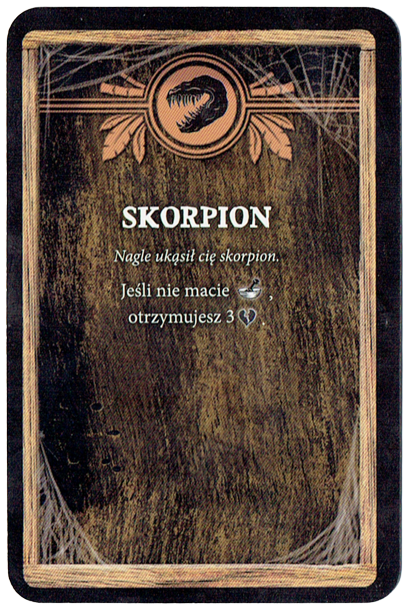 SKORPION
Nagle ukąsił cię skorpion.
Jeśli nie macie ,
otrzymujesz 3 .